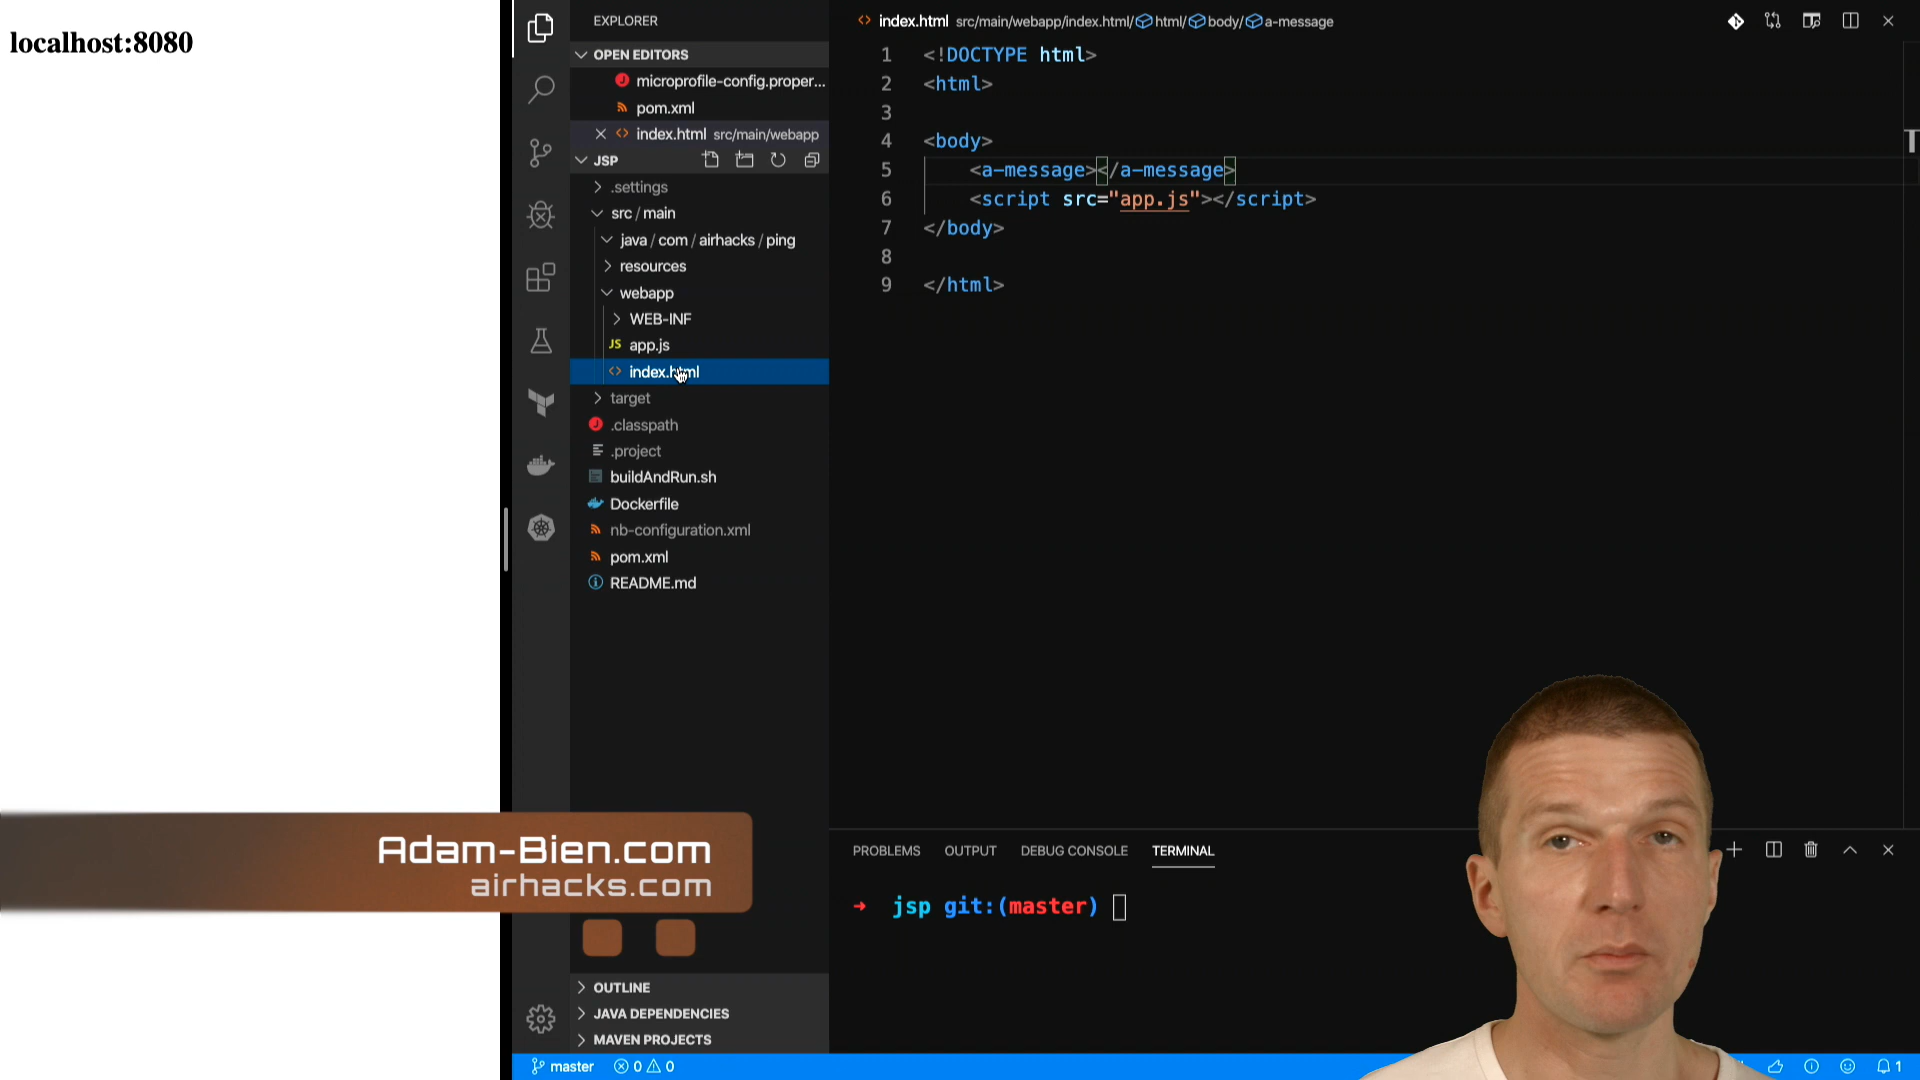 localhost:8080
EXPLORER
OPEN EDITORS
microprofile-config.proper...
pom.xml
index.html src/main/webapp
JSP
.settings
src / main
java / com / airhacks / ping
resources
webapp
WEB-INF
JS app.js
index.html
target
.classpath
.project
buildAndRun.sh
Dockerfile
nb-configuration.xml
pom.xml
README.md
OUTLINE
JAVA DEPENDENCIES
MAVEN PROJECTS
index.html src/main/webapp/index.html/ html/ body/ a-message
1 <!DOCTYPE html>
2 <html>
3
4 <body>
5 <a-message></a-message>
6 <script src="app.js"></script>
7 </body>
8
9 </html>
PROBLEMS OUTPUT DEBUG CONSOLE TERMINAL
→ jsp git:(master)
Adam-Bien.com
airhacks.com
master 0 0
1